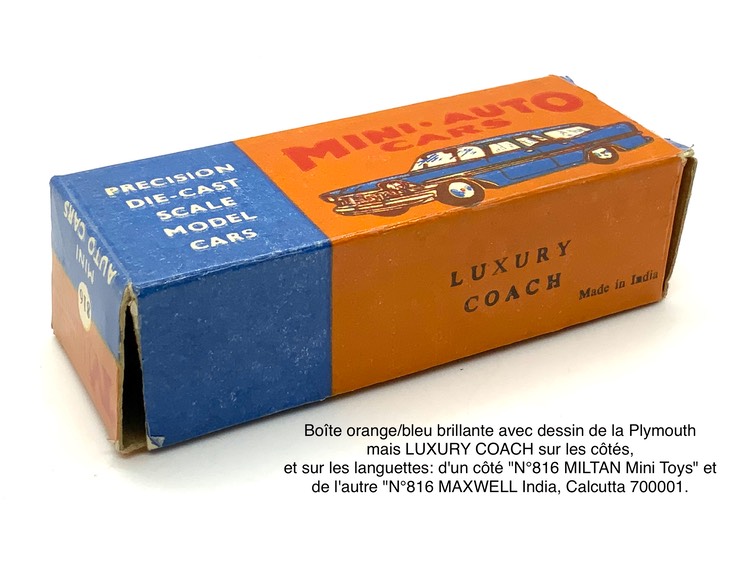 MINI·AUTO
CARS
PRECISION
DIE-CAST
SCALE
MODEL
CARS
MINI
AUTO CARS
816
LUXURY
COACH
Made in India
Boîte orange/bleu brillante avec dessin de la Plymouth
mais LUXURY COACH sur les côtés,
et sur les languettes: d'un côté "N°816 MILTAN Mini Toys" et
de l'autre "N°816 MAXWELL India, Calcutta 700001.